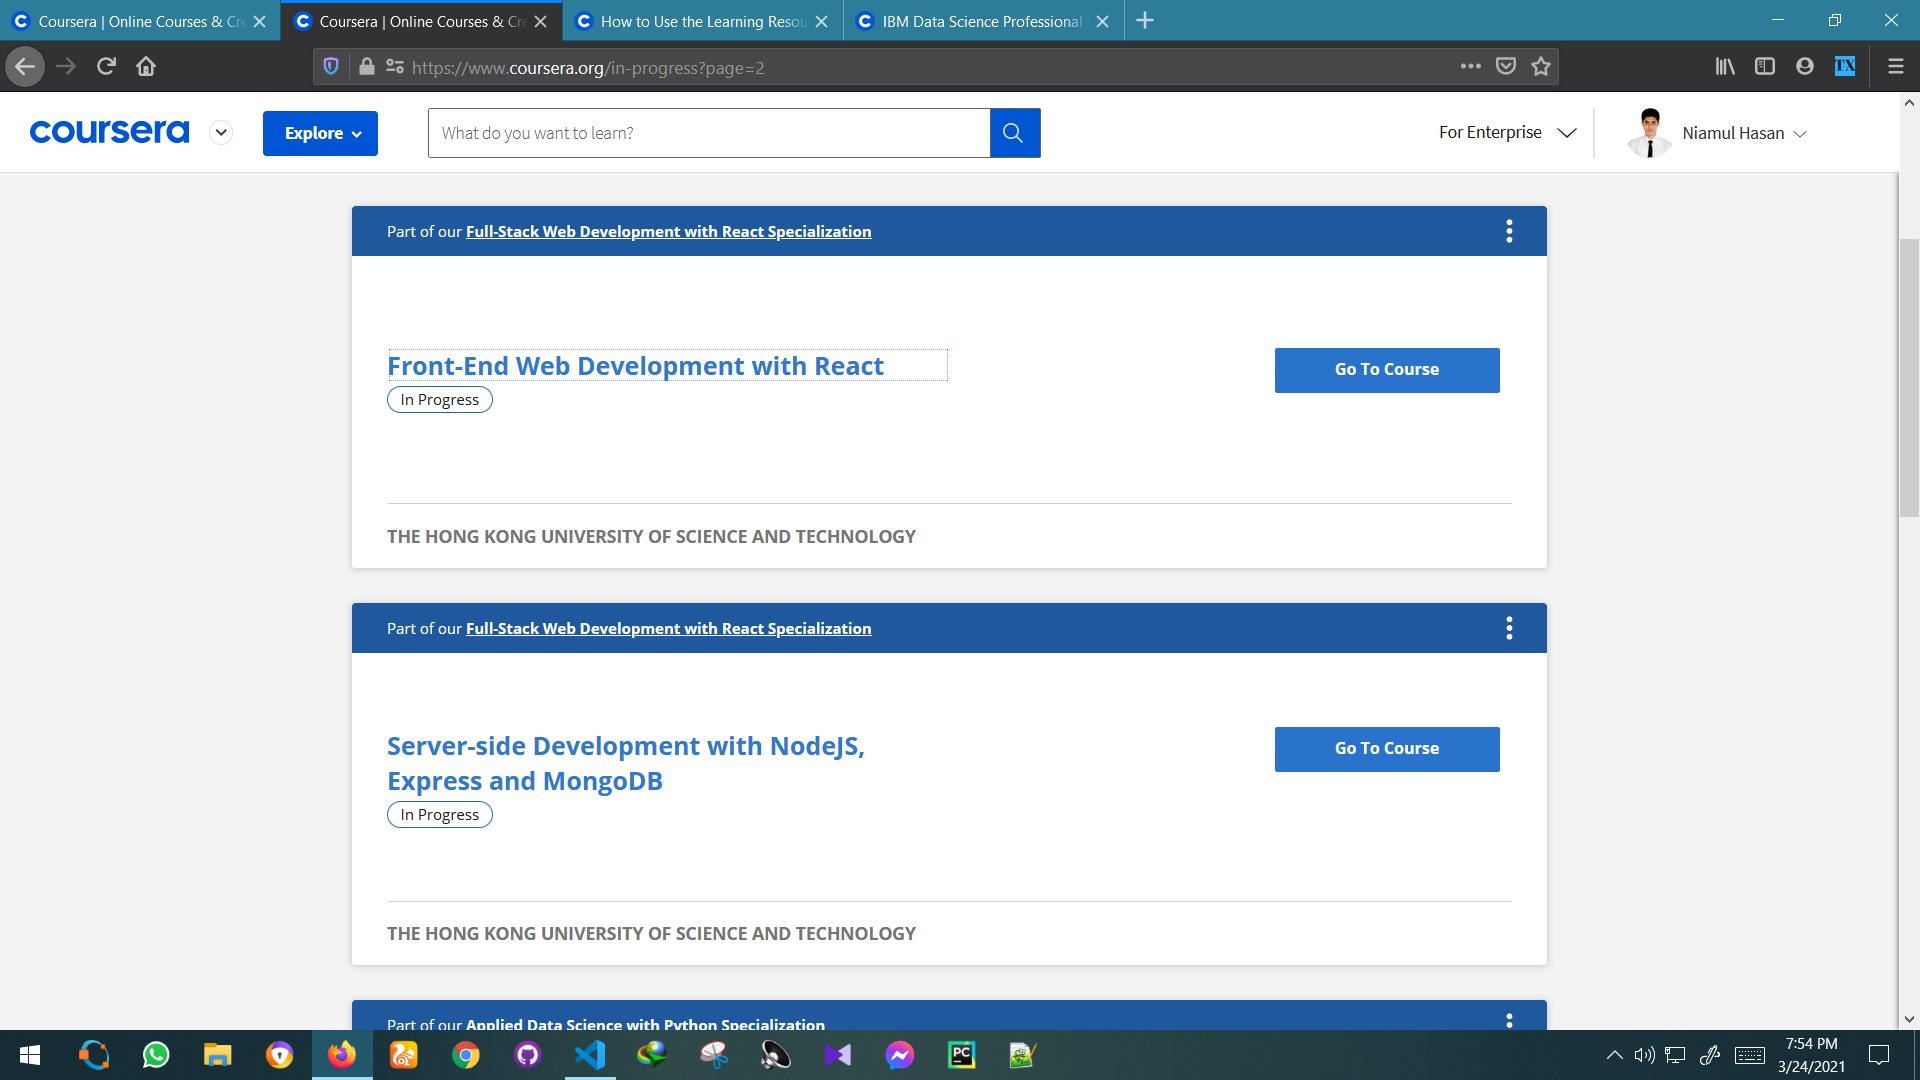 Coursera | Online Courses & Cr
Coursera | Online Courses & Cr
How to Use the Learning Resou
IBM Data Science Professional
https://www.coursera.org/in-progress?page=2
TX
coursera
Explore
What do you want to learn?
For Enterprise
Niamul Hasan
Part of our Full-Stack Web Development with React Specialization
Front-End Web Development with React
Go To Course
In Progress
THE HONG KONG UNIVERSITY OF SCIENCE AND TECHNOLOGY
Part of our Full-Stack Web Development with React Specialization
Server-side Development with NodeJS,
Express and MongoDB
Go To Course
In Progress
THE HONG KONG UNIVERSITY OF SCIENCE AND TECHNOLOGY
Part of our Applied Data Science with Python Specialization
PC
7:54 PM
3/24/2021